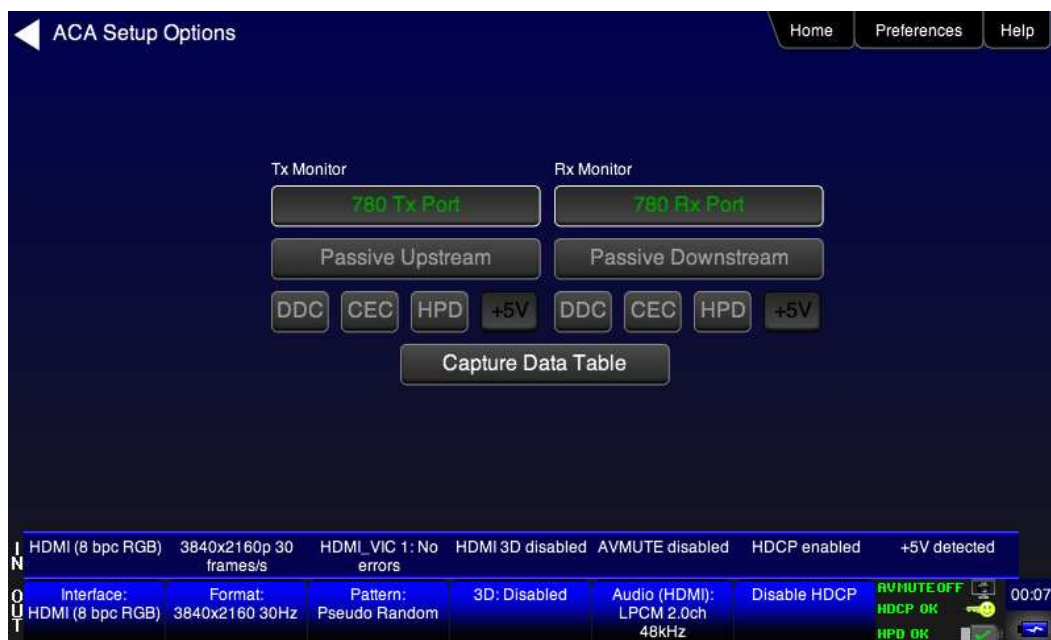 ACA Setup Options
Home
Preferences
Help
Tx Monitor
Rx Monitor
780 Tx Port
780 Rx Port
Passive Upstream
Passive Downstream
DDC
CEC
HPD
+5V
DDC
CEC
HPD
+5V
Capture Data Table
IN
HDMI (8 bpc RGB)
3840x2160p 30
frames/s
HDMI_VIC 1: No
errors
HDMI 3D disabled
AVMUTE disabled
HDCP enabled
+5V detected
OUT
Interface:
HDMI (8 bpc RGB)
Format:
3840x2160 30Hz
Pattern:
Pseudo Random
3D: Disabled
Audio (HDMI):
LPCM 2.0ch
48kHz
Disable HDCP
AVMUTEOFF
HDCP OK
HPD OK
00:07